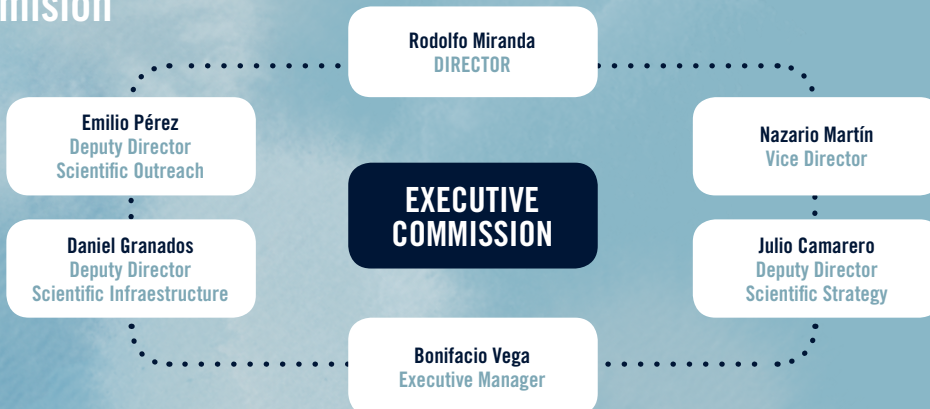 Rodolfo Miranda
DIRECTOR
Emilio Pérez
Deputy Director
Scientific Outreach
Nazario Martín
Vice Director
EXECUTIVE
COMMISSION
Daniel Granados
Deputy Director
Scientific Infraestructure
Julio Camarero
Deputy Director
Scientific Strategy
Bonifacio Vega
Executive Manager